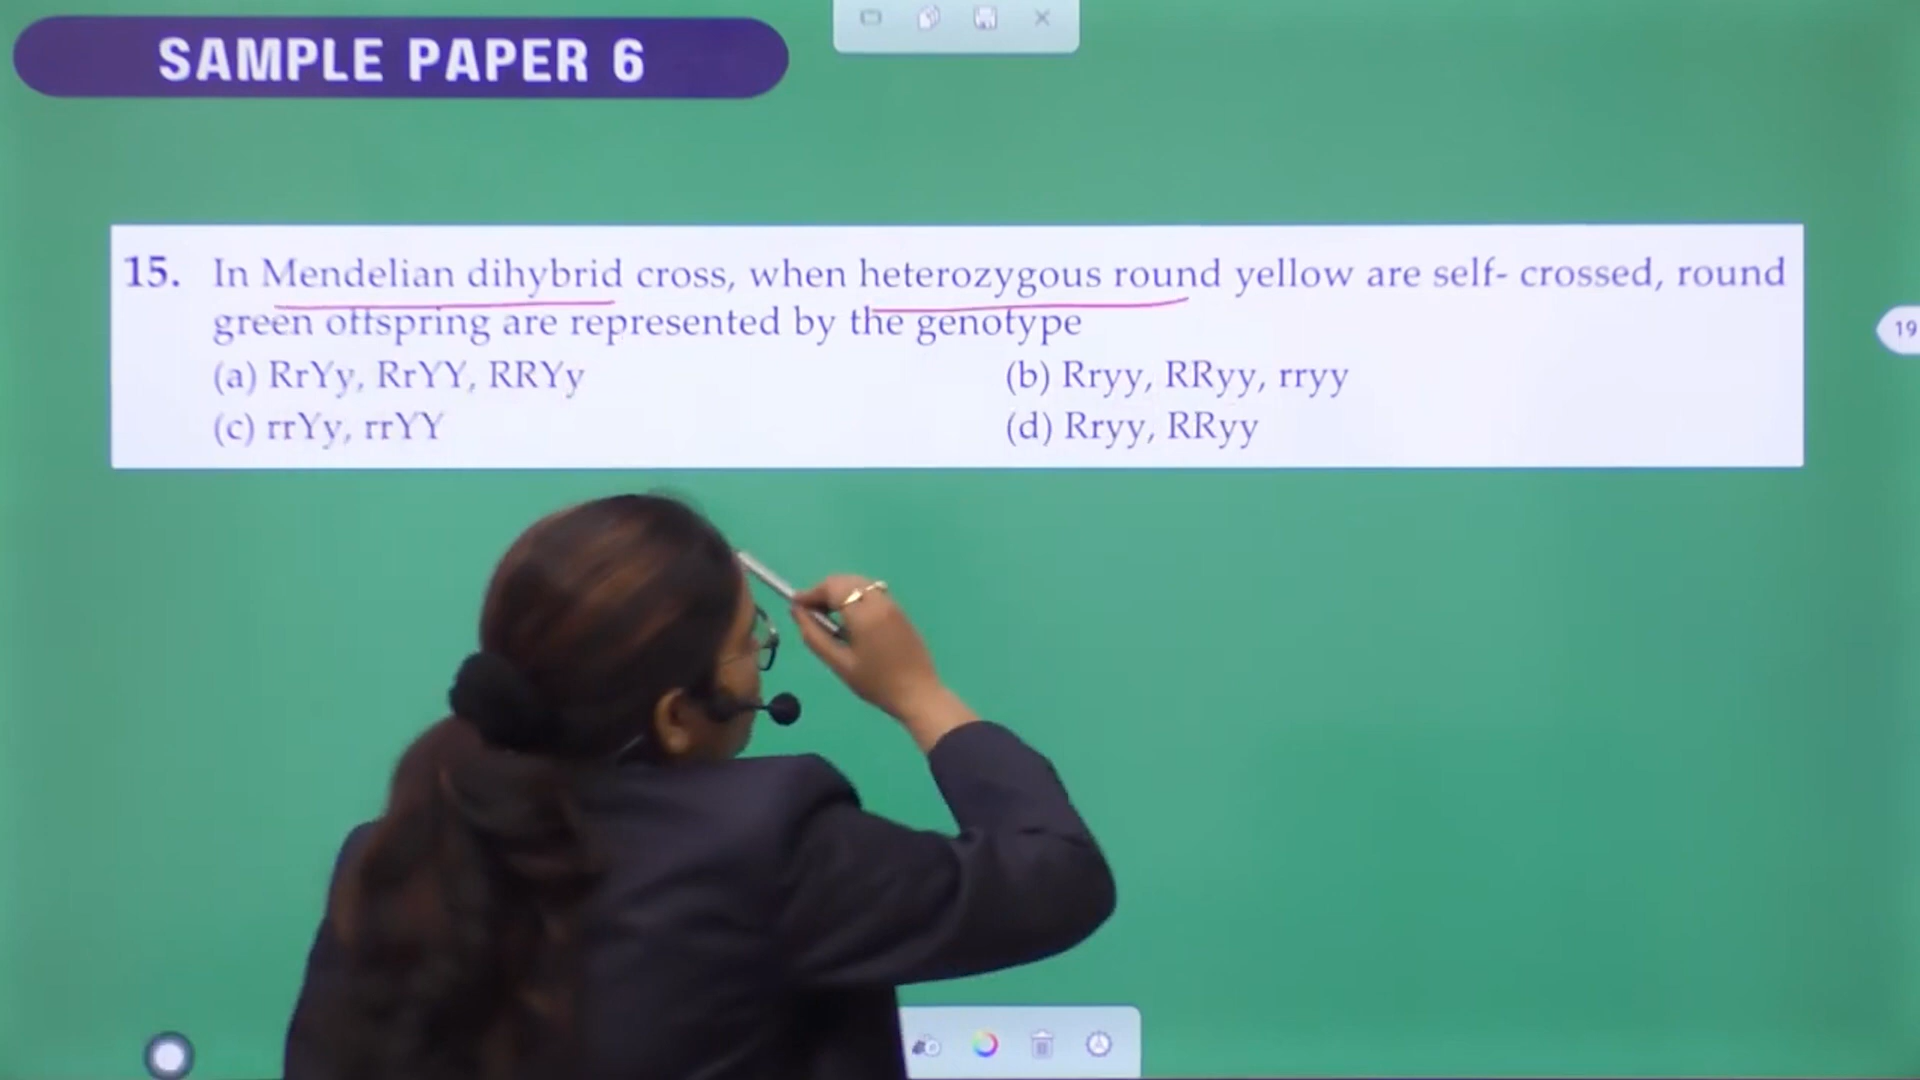 SAMPLE PAPER 6
15. In Mendelian dihybrid cross, when heterozygous round yellow are self- crossed, round
green offspring are represented by the genotype
(a) RrYy, RrYY, RRYy (b) Rryy, RRyy, rryy
(c) rrYy, rrYY (d) Rryy, RRyy
19